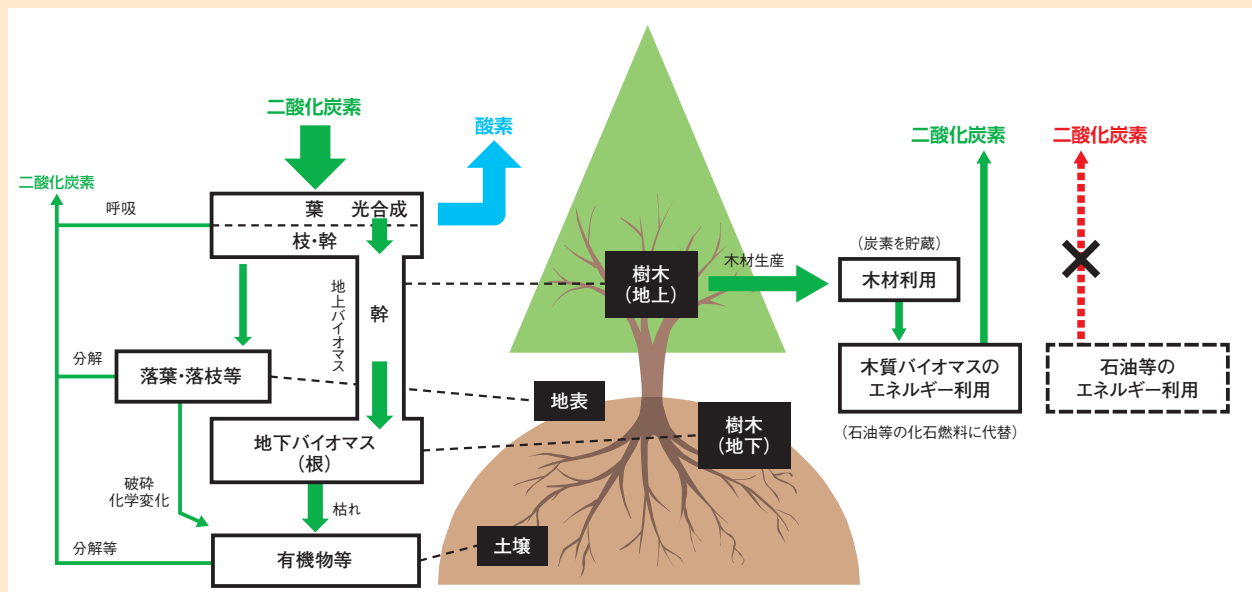 二酸化炭素
酸素
二酸化炭素
呼吸
葉
光合成
枝・幹
地上バイオマス
幹
分解
落葉・落枝等
地下バイオマス
(根)
破砕
化学変化
枯れ
分解等
有機物等
樹木
(地上)
地表
樹木
(地下)
土壌
木材生産
二酸化炭素
(炭素を貯蔵)
木材利用
木質バイオマスの
エネルギー利用
(石油等の化石燃料に代替)
二酸化炭素
石油等の
エネルギー利用